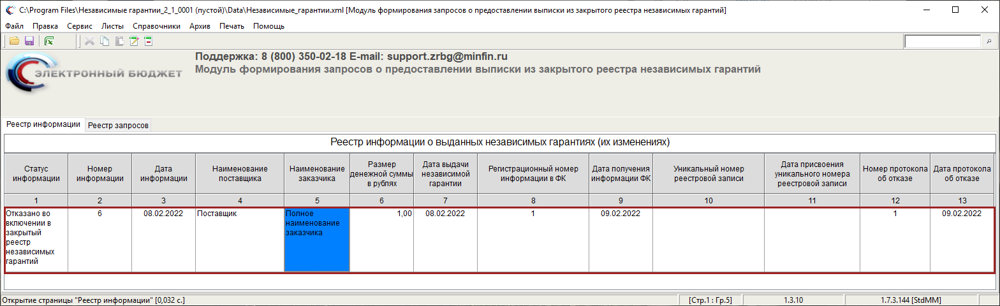 C:\Program Files\Независимые гарантии_2_1_0001 (пустой)\Data\Независимые_гарантии.xml [Модуль формирования запросов о предоставлении выписки из закрытого реестра независимых гарантий]
Файл Правка Сервис Листы Справочники Архив Печать Помощь
ЭЛЕКТРОННЫЙ БЮДЖЕТ
Поддержка: 8 (800) 350-02-18 E-mail: support.zrbg@minfin.ru
Модуль формирования запросов о предоставлении выписки из закрытого реестра независимых гарантий
Реестр информации Реестр запросов
Реестр информации о выданных независимых гарантиях (их изменениях)
Статус
информации
Номер
информации
Дата
информации
Наименование
поставщика
Наименование
заказчика
Размер
денежной суммы
в рублях
Дата выдачи
независимой
гарантии
Регистрационный номер
информации в ФК
Дата получения
информации ФК
Уникальный номер
реестровой записи
Дата присвоения
уникального номера
реестровой записи
Номер протокола
об отказе
Дата протокола
об отказе
1 2 3 4 5 6 7 8 9 10 11 12 13
Отказано во
включении в
закрытый
реестр
независимых
гарантий
6
08.02.2022
Поставщик
Полное
наименование
заказчика
1,00
08.02.2022
1
09.02.2022
1
09.02.2022
Открытие страницы "Реестр информации" [0,032 с.]
[Стр.1 : Гр.5]
1.3.10
1.7.3.144 [StdMM]